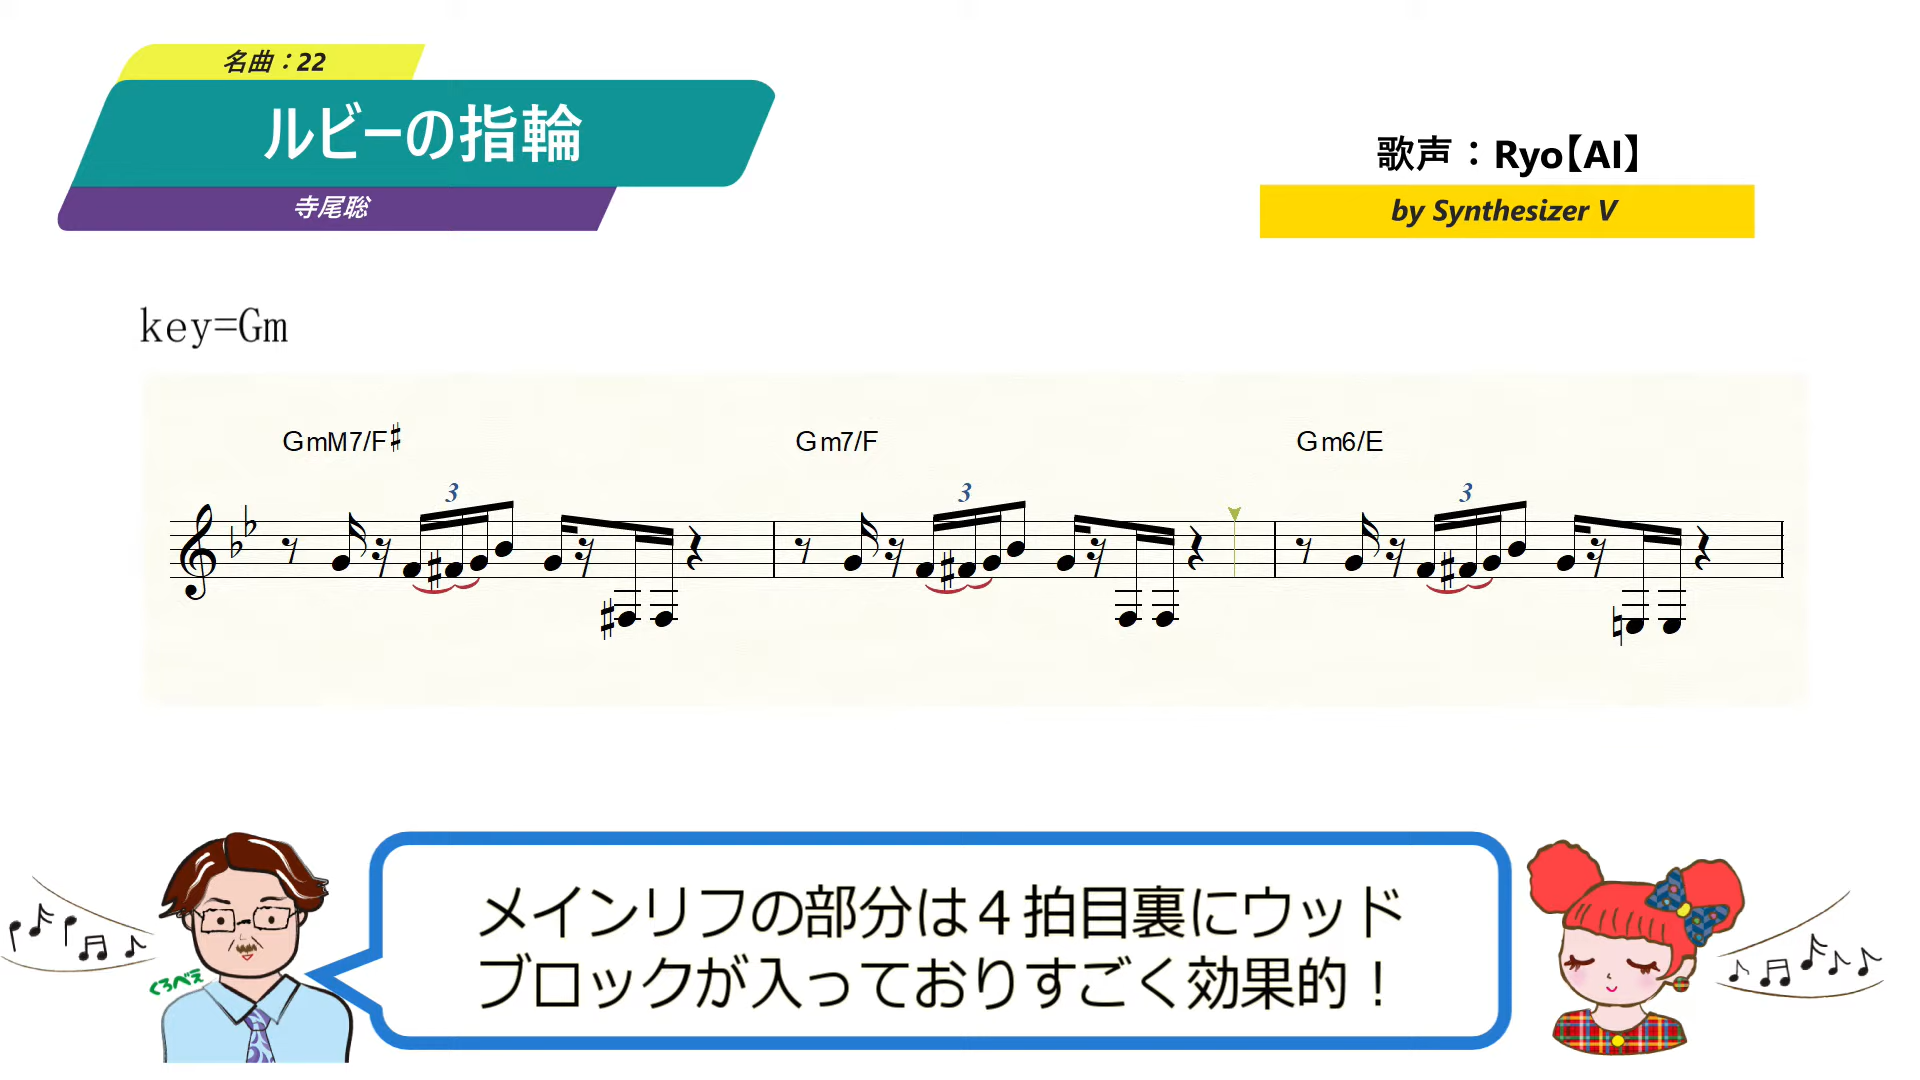 名曲：22
ルビーの指輪
寺尾聡
歌声：Ryo【AI】
by Synthesizer V
key=Gm
GmM7/F♯ Gm7/F Gm6/E
3 3 3
メインリフの部分は４拍目裏にウッド
ブロックが入っておりすごく効果的！
くろべえ